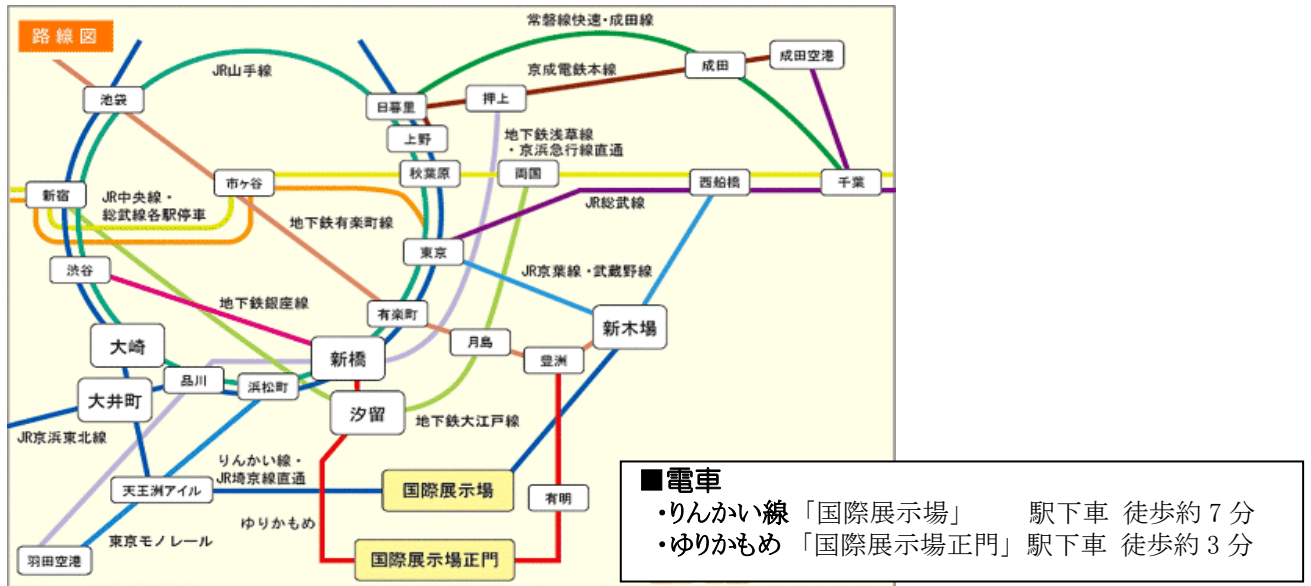 路線図
常磐線快速・成田線
JR山手線
京成電鉄本線
成田
成田空港
池袋
日暮里
押上
上野
地下鉄浅草線
・京浜急行線直通
市ヶ谷
秋葉原
両国
西船橋
千葉
新宿
JR中央線・
総武線各駅停車
JR総武線
地下鉄有楽町線
東京
渋谷
JR京葉線・武蔵野線
地下鉄銀座線
有楽町
新木場
大崎
新橋
月島
豊洲
品川
浜松町
大井町
汐留
地下鉄大江戸線
JR京浜東北線
りんかい線・
JR埼京線直通
天王洲アイル
国際展示場
有明
ゆりかもめ
東京モノレール
羽田空港
国際展示場正門
■電車
・りんかい線「国際展示場」 駅下車 徒歩約7分
・ゆりかもめ「国際展示場正門」駅下車 徒歩約3分